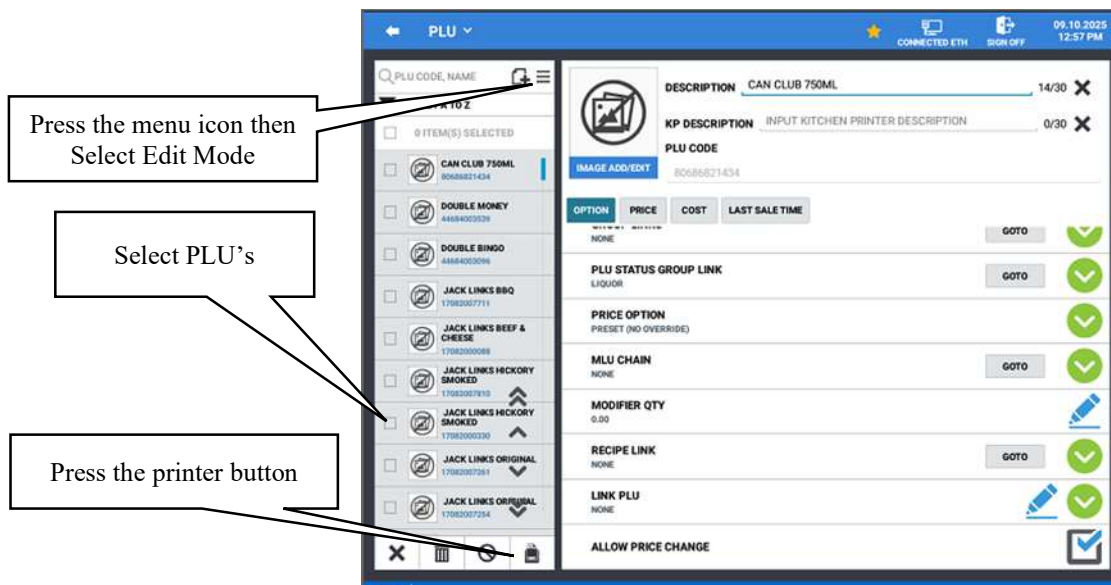 PLU
CONNECTED ETH
SIGN OFF
09.10.2025
12:57 PM
Press the menu icon then
Select Edit Mode
Select PLU’s
Press the printer button
PLU CODE, NAME
A TO Z
0 ITEM(S) SELECTED
CAN CLUB 750ML
80686821434
DOUBLE MONEY
44684003539
DOUBLE BINGO
44684003096
JACK LINKS BBQ
17082007711
JACK LINKS BEEF &
CHEESE
17082000088
JACK LINKS HICKORY
SMOKED
17082007810
JACK LINKS HICKORY
SMOKED
17082000330
JACK LINKS ORIGINAL
17082007261
JACK LINKS ORIGINAL
17082007254
IMAGE ADD/EDIT
DESCRIPTION CAN CLUB 750ML 14/30
KP DESCRIPTION INPUT KITCHEN PRINTER DESCRIPTION 0/30
PLU CODE
80686821434
OPTION PRICE COST LAST SALE TIME
NONE GOTO
PLU STATUS GROUP LINK
LIQUOR GOTO
PRICE OPTION
PRESET (NO OVERRIDE)
MLU CHAIN
NONE GOTO
MODIFIER QTY
0.00
RECIPE LINK
NONE GOTO
LINK PLU
NONE
ALLOW PRICE CHANGE